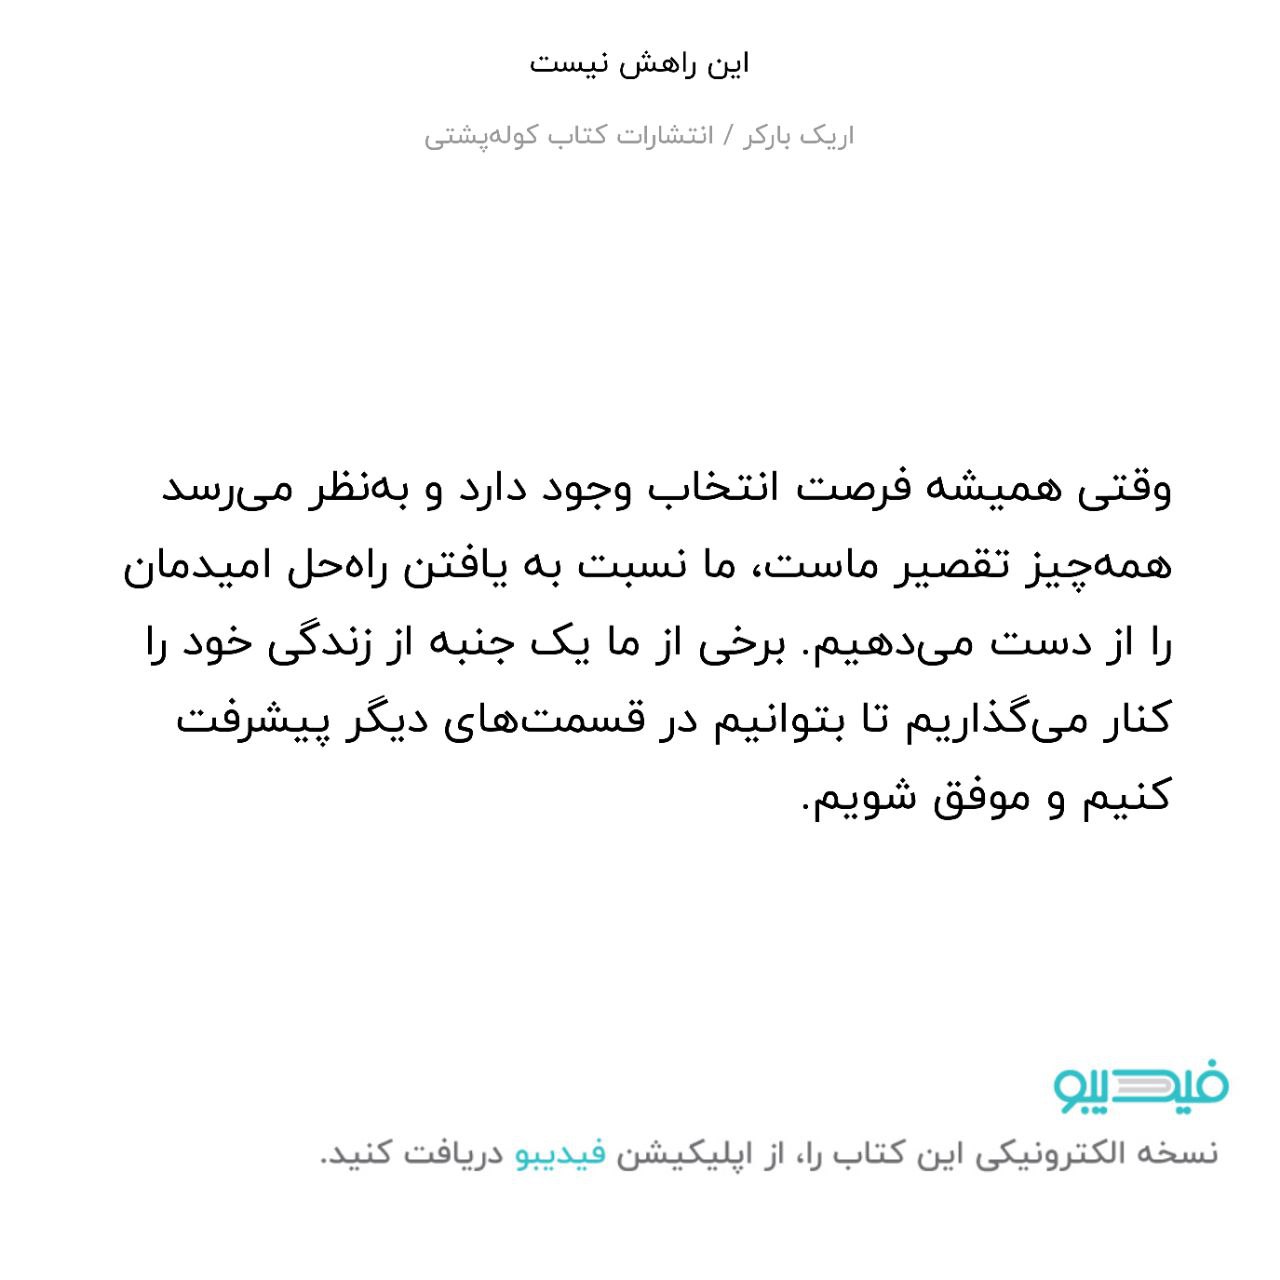 این راهش نیست
اریک بارکر / انتشارات کتاب کوله‌پشتی
وقتی همیشه فرصت انتخاب وجود دارد و به‌نظر می‌رسد
همه‌چیز تقصیر ماست، ما نسبت به یافتن راه‌حل امیدمان
را از دست می‌دهیم. برخی از ما یک جنبه از زندگی خود را
کنار می‌گذاریم تا بتوانیم در قسمت‌های دیگر پیشرفت
کنیم و موفق شویم.
فیدیبو
نسخه الکترونیکی این کتاب را، از اپلیکیشن فیدیبو دریافت کنید.